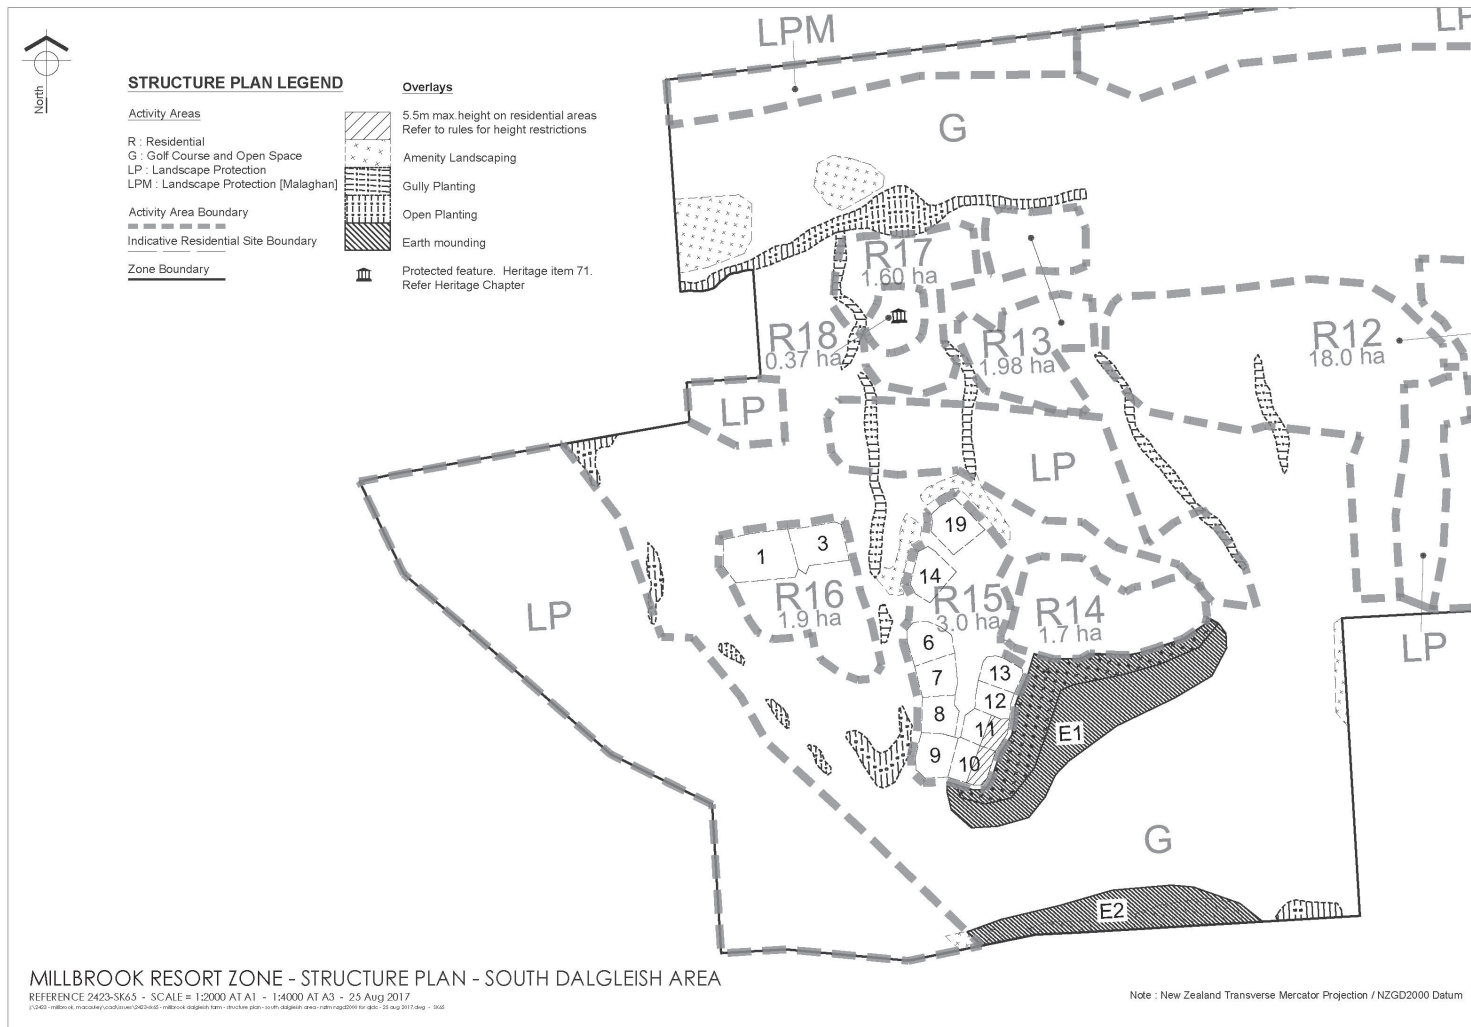 North
STRUCTURE PLAN LEGEND
Activity Areas
R : Residential
G : Golf Course and Open Space
LP : Landscape Protection
LPM : Landscape Protection [Malaghan]
Activity Area Boundary
Indicative Residential Site Boundary
Zone Boundary
Overlays
5.5m max.height on residential areas
Refer to rules for height restrictions
Amenity Landscaping
Gully Planting
Open Planting
Earth mounding
Protected feature. Heritage item 71.
Refer Heritage Chapter
LPM
G
R17
1.60 ha
R18
0.37 ha
R13
1.98 ha
R12
18.0 ha
LP
LP
LP
19
1
3
14
R16
1.9 ha
R15
3.0 ha
R14
1.7 ha
LP
6
7
8
9
13
12
11
10
E1
G
E2
MILLBROOK RESORT ZONE - STRUCTURE PLAN - SOUTH DALGLEISH AREA
REFERENCE 2423-SK65 - SCALE = 1:2000 AT A1 - 1:4000 AT A3 - 25 Aug 2017
Note : New Zealand Transverse Mercator Projection / NZGD2000 Datum